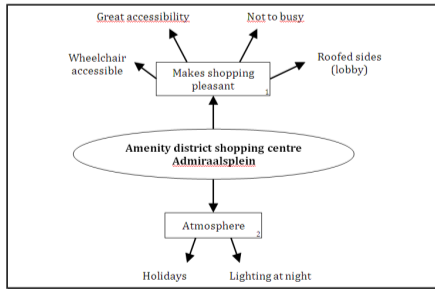 Great accessibility
Not to busy
Wheelchair
accessible
Makes shopping
pleasant
1
Roofed sides
(lobby)
Amenity district shopping centre
Admiraalsplein
Atmosphere
2
Holidays
Lighting at night